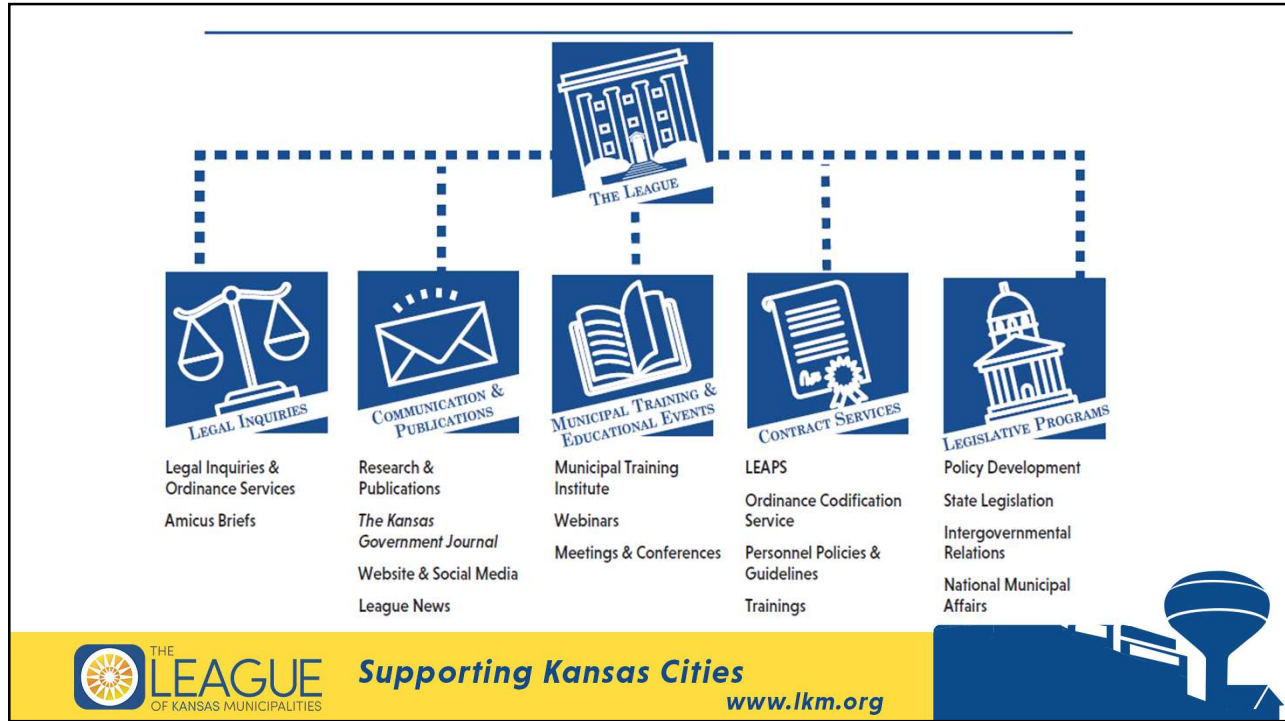 THE LEAGUE
LEGAL INQUIRIES
COMMUNICATION &
PUBLICATIONS
MUNICIPAL TRAINING &
EDUCATIONAL EVENTS
CONTRACT SERVICES
LEGISLATIVE PROGRAMS
Legal Inquiries &
Ordinance Services
Amicus Briefs
Research &
Publications
The Kansas
Government Journal
Website & Social Media
League News
Municipal Training
Institute
Webinars
Meetings & Conferences
LEAPS
Ordinance Codification
Service
Personnel Policies &
Guidelines
Trainings
Policy Development
State Legislation
Intergovernmental
Relations
National Municipal
Affairs
THE
LEAGUE
OF KANSAS MUNICIPALITIES
Supporting Kansas Cities
www.lkm.org